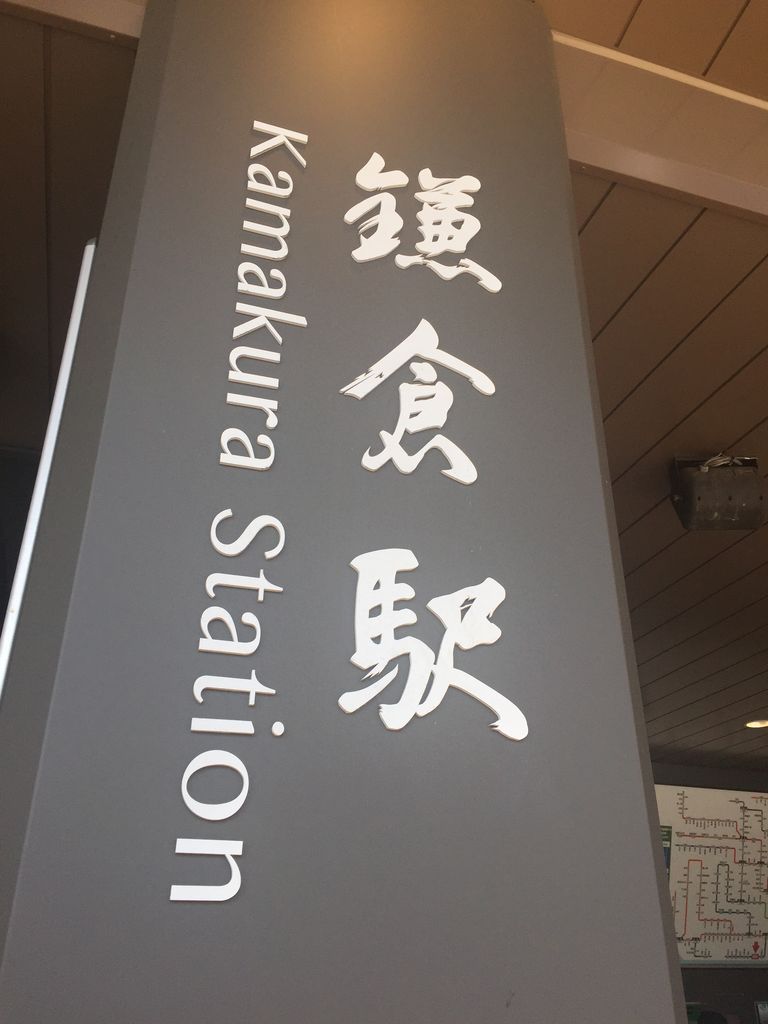 鎌倉駅
Kamakura Station